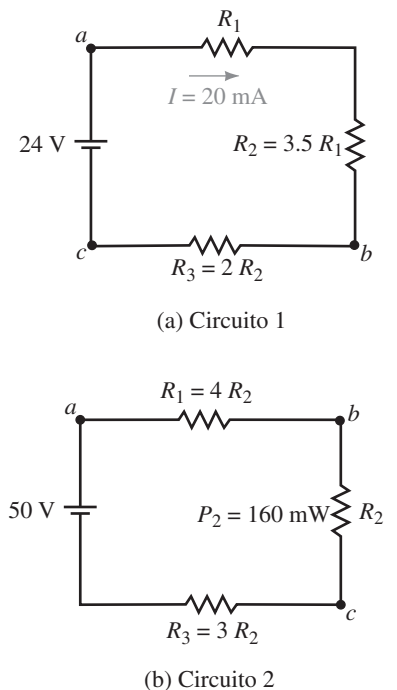 R₁
a
I = 20 mA
24 V
R₂ = 3.5 R₁
c
b
R₃ = 2 R₂
(a) Circuito 1
R₁ = 4 R₂
a
b
50 V
P₂ = 160 mW
R₂
c
R₃ = 3 R₂
(b) Circuito 2